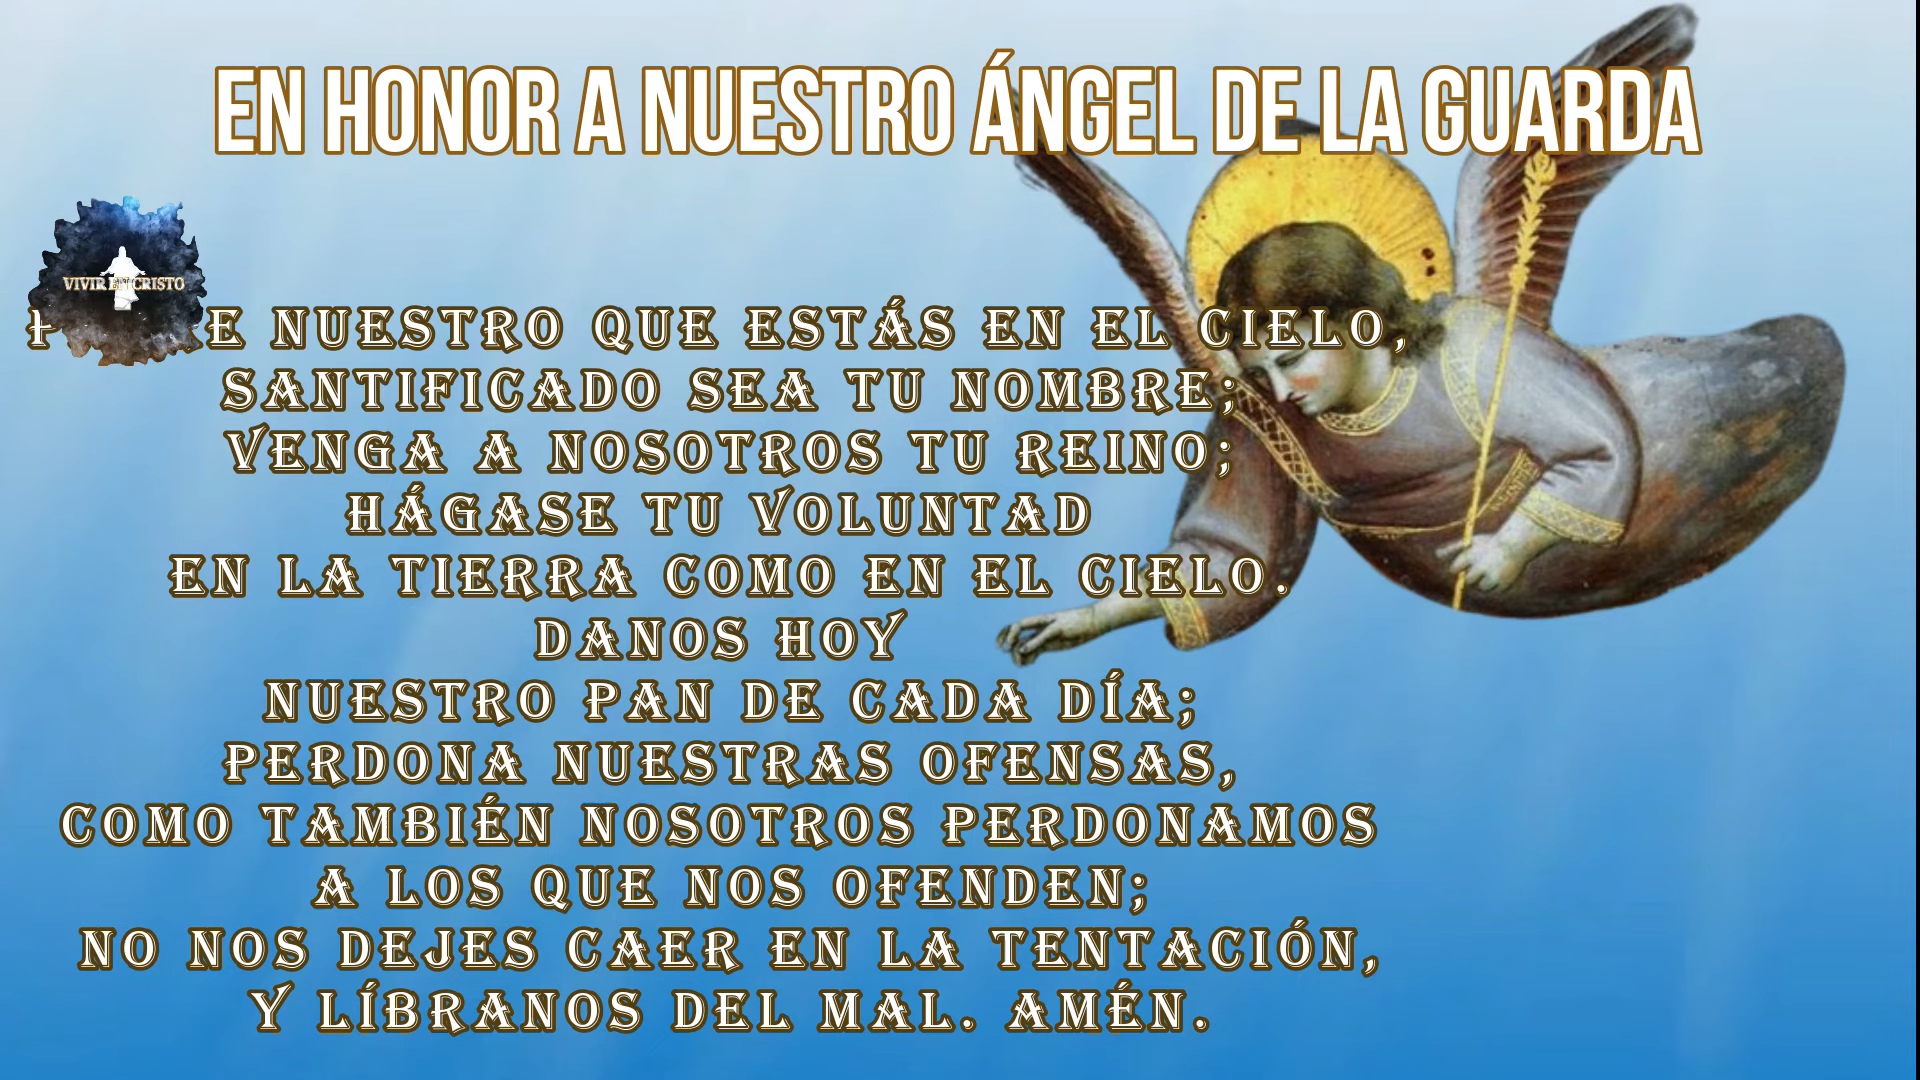 EN HONOR A NUESTRO ÁNGEL DE LA GUARDA
VIVIR EN CRISTO
NUESTRO QUE ESTÁS EN EL CIELO,
SANTIFICADO SEA TU NOMBRE;
VENGA A NOSOTROS TU REINO;
HÁGASE TU VOLUNTAD
EN LA TIERRA COMO EN EL CIELO.
DANOS HOY
NUESTRO PAN DE CADA DÍA;
PERDONA NUESTRAS OFENSAS,
COMO TAMBIÉN NOSOTROS PERDONAMOS
A LOS QUE NOS OFENDEN;
NO NOS DEJES CAER EN LA TENTACIÓN,
Y LÍBRANOS DEL MAL. AMÉN.